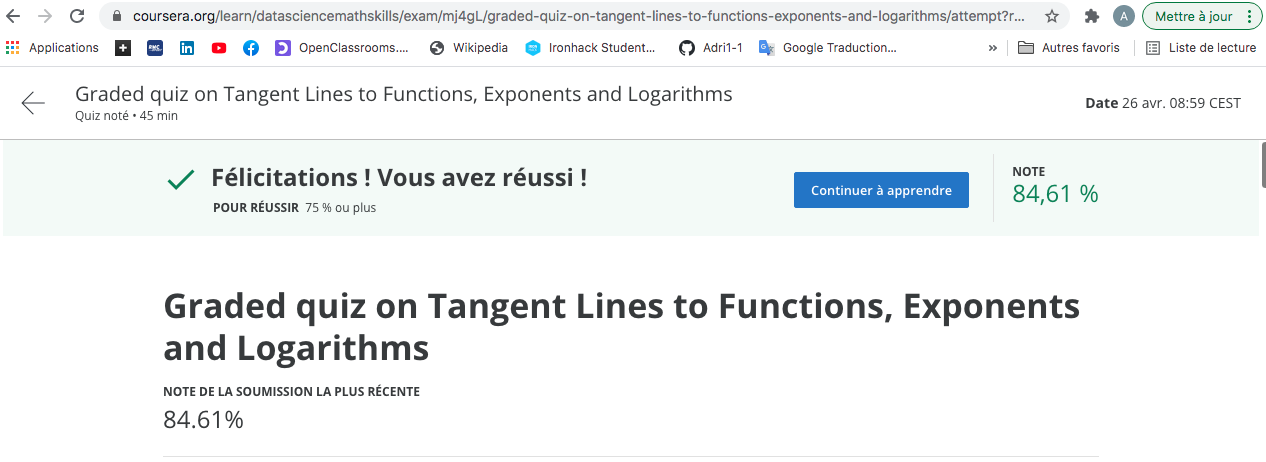 coursera.org/learn/datasciencemathskills/exam/mj4gL/graded-quiz-on-tangent-lines-to-functions-exponents-and-logarithms/attempt?r...
A
Mettre à jour
Applications
OpenClassrooms....
Wikipedia
Ironhack Student...
Adri1-1
Google Traduction...
»
Autres favoris
Liste de lecture
Graded quiz on Tangent Lines to Functions, Exponents and Logarithms
Quiz noté • 45 min
Date 26 avr. 08:59 CEST
Félicitations ! Vous avez réussi !
POUR RÉUSSIR 75 % ou plus
Continuer à apprendre
NOTE
84,61 %
Graded quiz on Tangent Lines to Functions, Exponents
and Logarithms
NOTE DE LA SOUMISSION LA PLUS RÉCENTE
84.61%